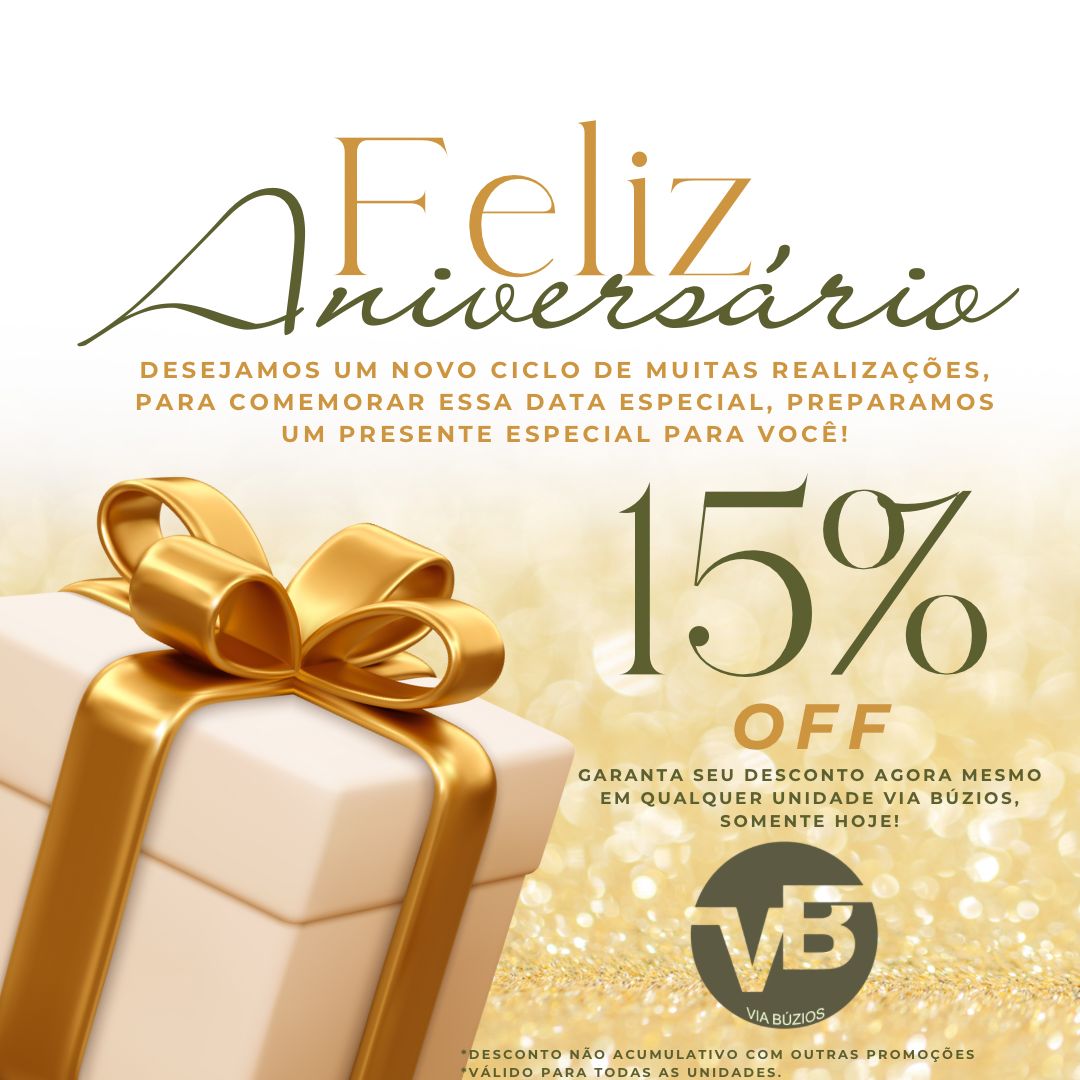 Feliz
Aniversário
DESEJAMOS UM NOVO CICLO DE MUITAS REALIZAÇÕES,
PARA COMEMORAR ESSA DATA ESPECIAL, PREPARAMOS
UM PRESENTE ESPECIAL PARA VOCÊ!
15%
OFF
GARANTA SEU DESCONTO AGORA MESMO
EM QUALQUER UNIDADE VIA BÚZIOS,
SOMENTE HOJE!
VB
VIA BÚZIOS
*DESCONTO NÃO ACUMULATIVO COM OUTRAS PROMOÇÕES
*VÁLIDO PARA TODAS AS UNIDADES.